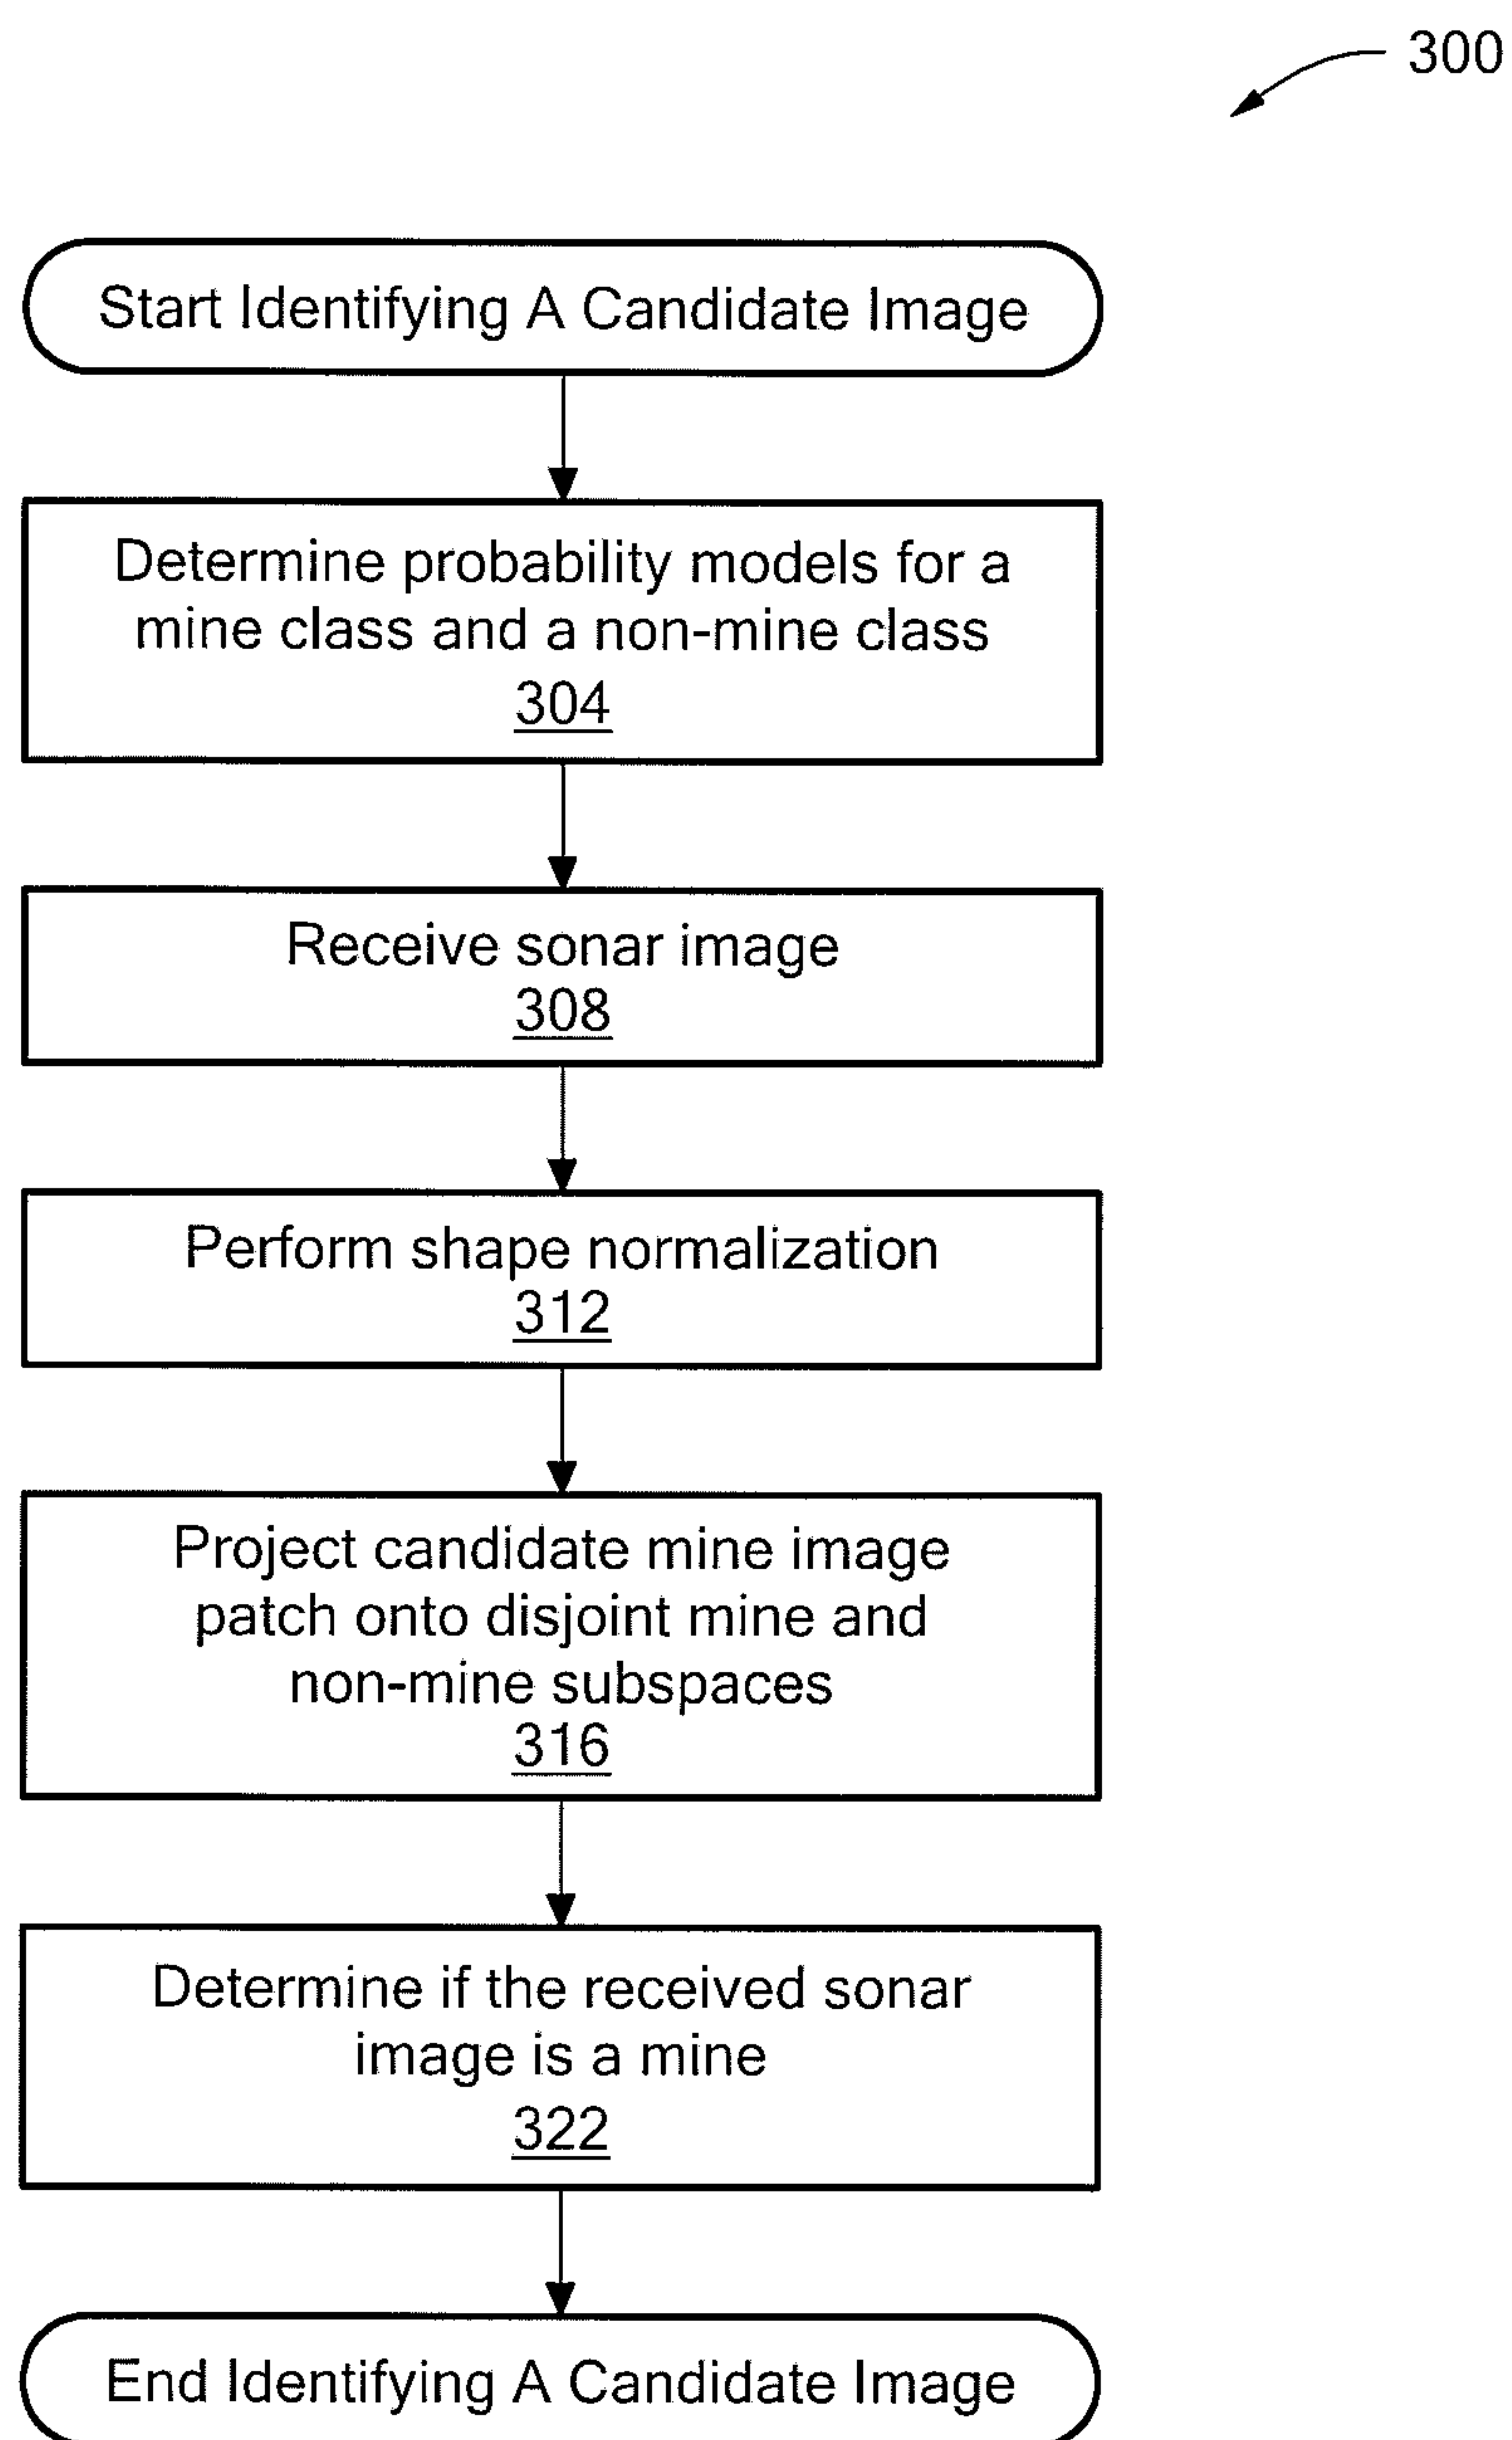 300
Start Identifying A Candidate Image
Determine probability models for a
mine class and a non-mine class
304
Receive sonar image
308
Perform shape normalization
312
Project candidate mine image
patch onto disjoint mine and
non-mine subspaces
316
Determine if the received sonar
image is a mine
322
End Identifying A Candidate Image